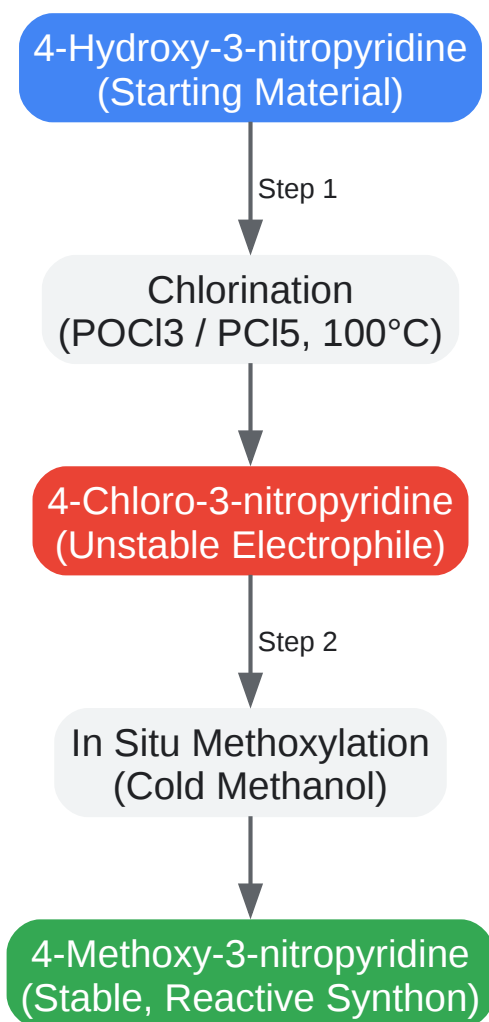 4-Hydroxy-3-nitropyridine
(Starting Material)
Step 1
Chlorination
(POCl3 / PCl5, 100°C)
4-Chloro-3-nitropyridine
(Unstable Electrophile)
Step 2
In Situ Methoxylation
(Cold Methanol)
4-Methoxy-3-nitropyridine
(Stable, Reactive Synthon)